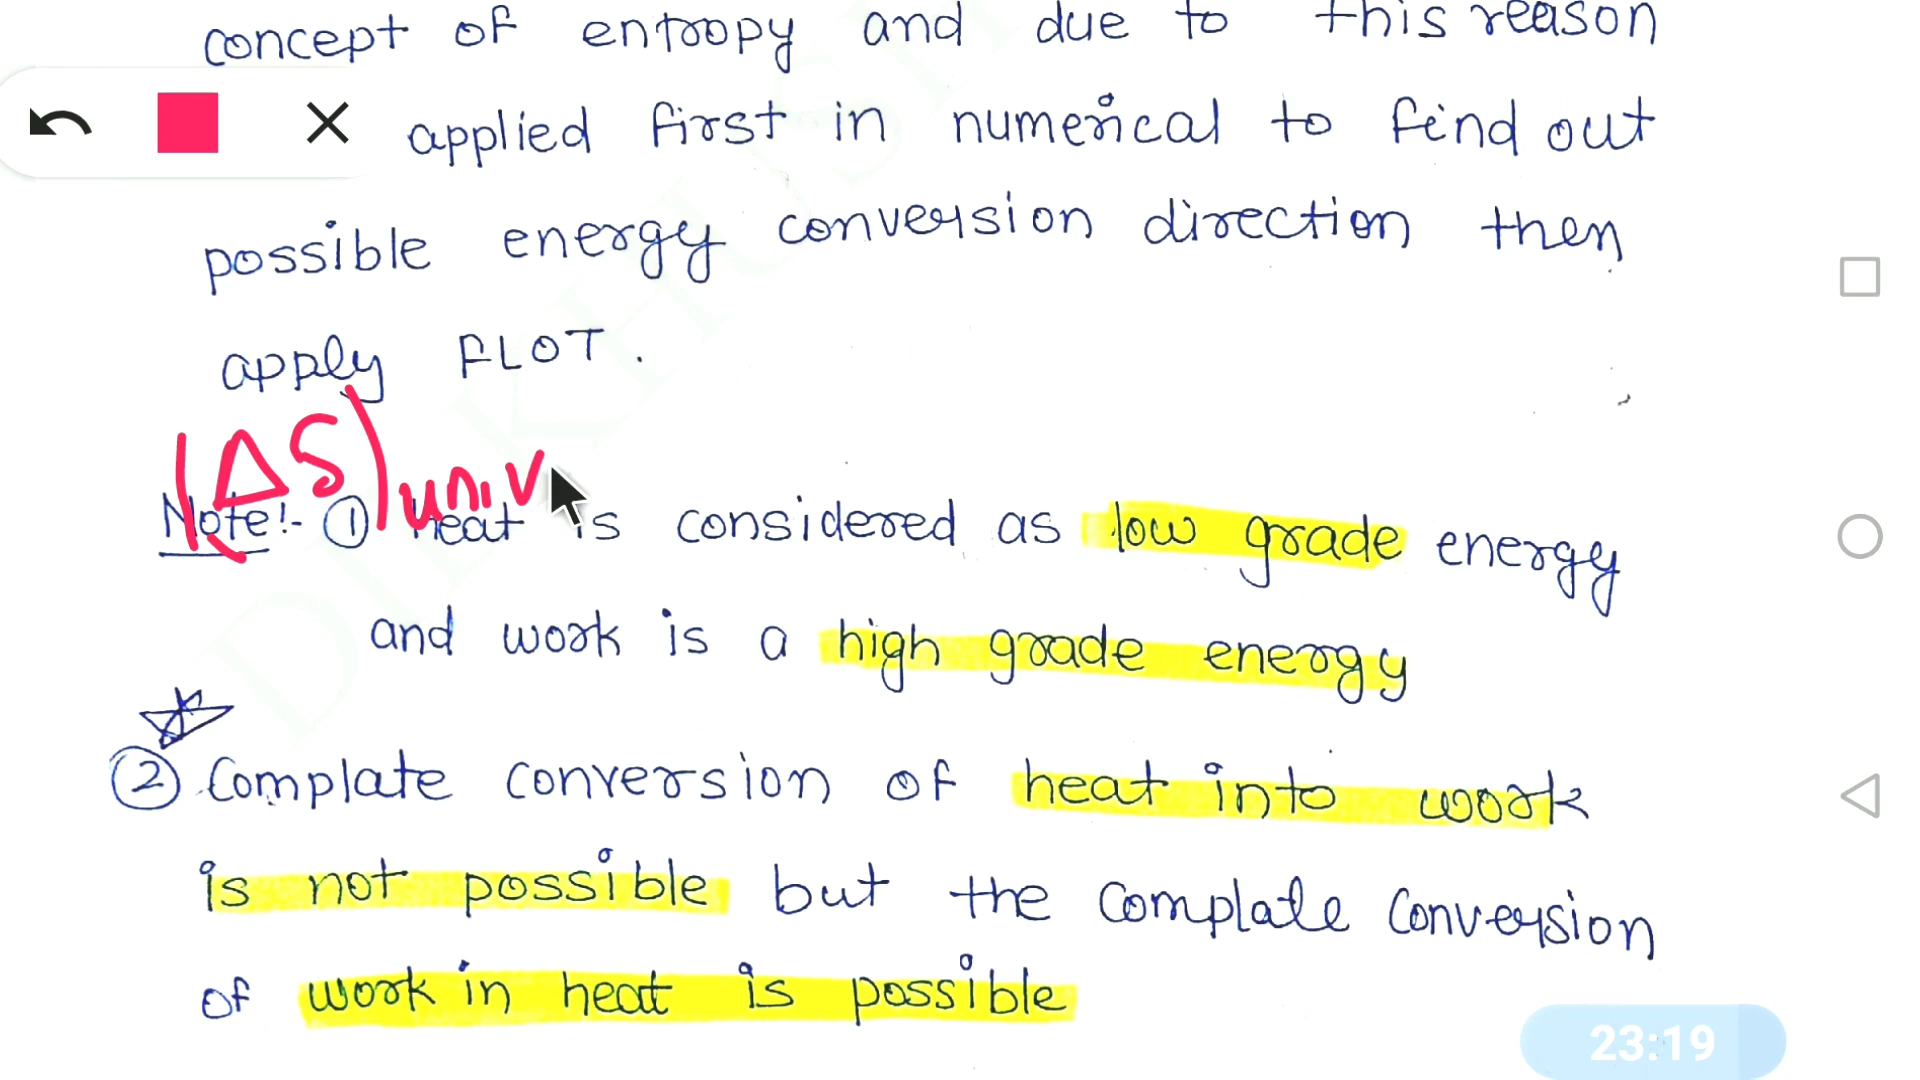 concept of entropy and due to this reason
applied first in numerical to find out
possible energy conversion direction then
apply FLOT.
(ΔS)univ
Note!- ① Heat is considered as low grade energy
and work is a high grade energy
② Complate conversion of heat into work
is not possible but the complate conversion
of work in heat is possible
23:19